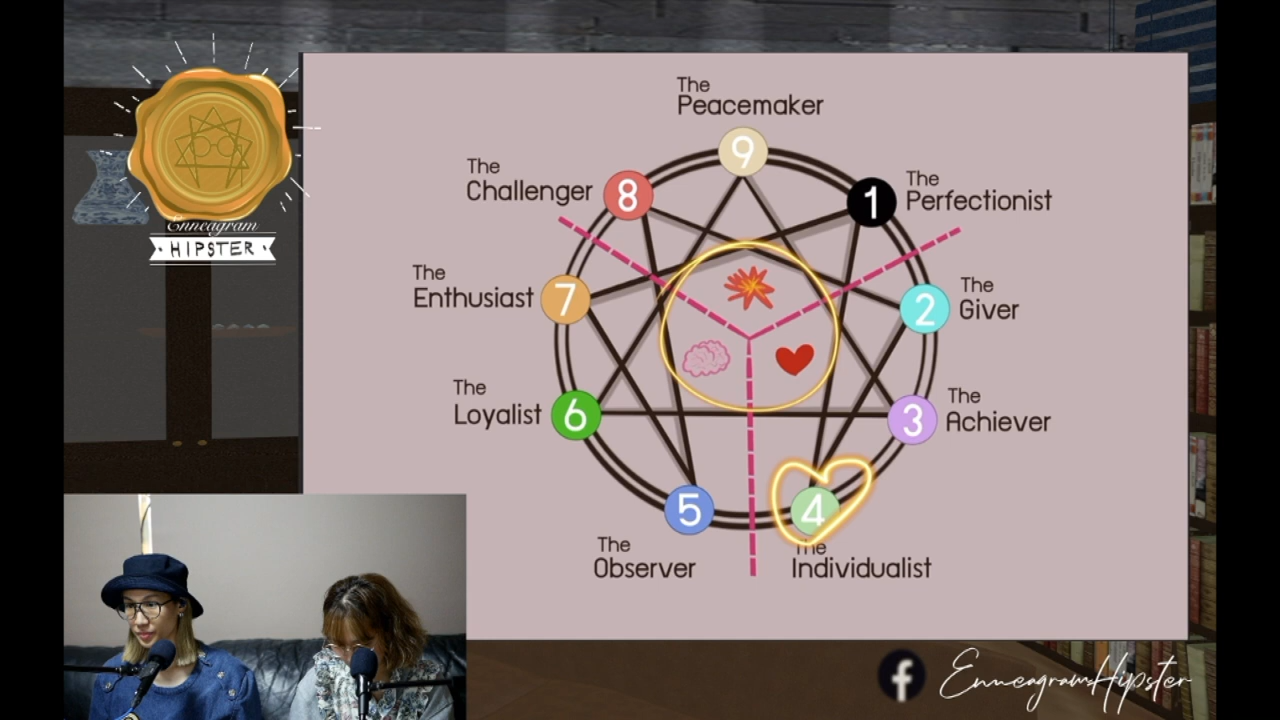 Enneagram
HIPSTER
The
Peacemaker
9
The
Challenger
8
1
The
Perfectionist
The
Enthusiast
7
2
The
Giver
The
Loyalist
6
3
The
Achiever
5
The
Observer
4
The
Individualist
f
EnneagramHipster